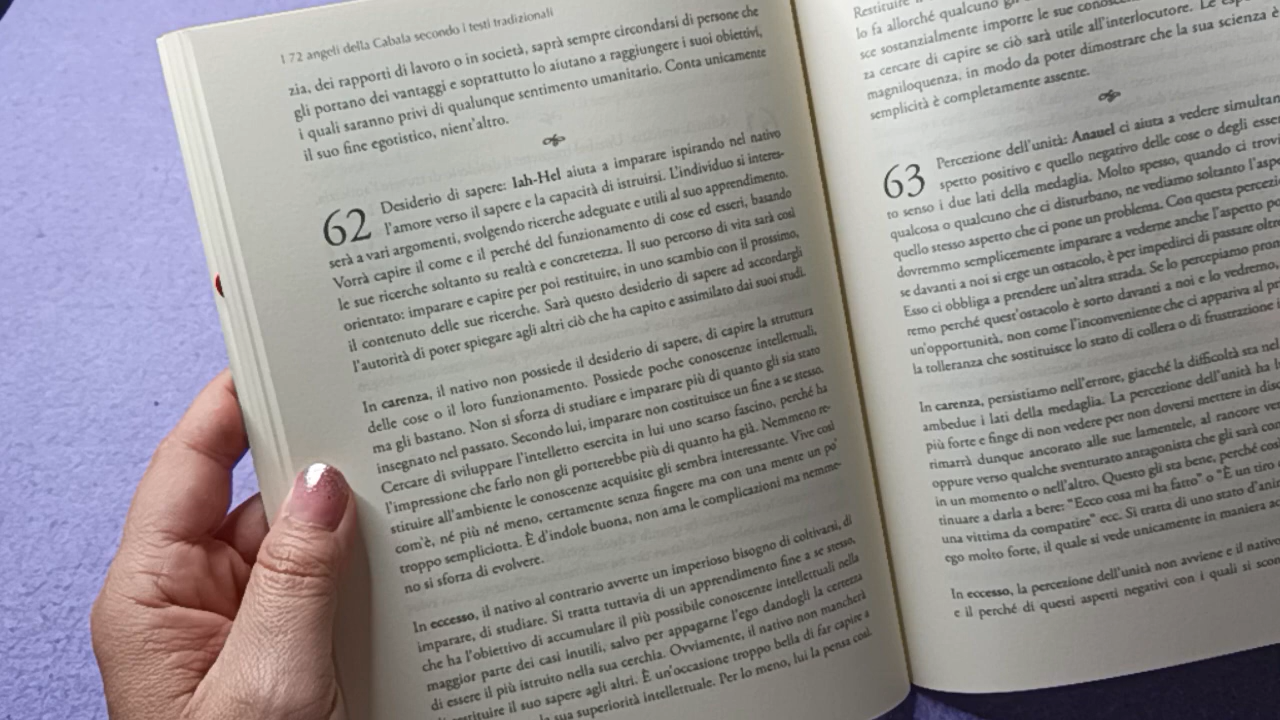 I 72 angeli della Cabala secondo i testi tradizionali
zia, dei rapporti di lavoro o in società, saprà sempre circondarsi di persone che
gli portano dei vantaggi e soprattutto lo aiutano a raggiungere i suoi obiettivi,
i quali saranno privi di qualunque sentimento umanitario. Conta unicamente
il suo fine egotistico, nient'altro.
62 Desiderio di sapere: Iah-Hel aiuta a imparare ispirando nel nativo
l'amore verso il sapere e la capacità di istruirsi. L'individuo si interes-
serà a vari argomenti, svolgendo ricerche adeguate e utili al suo apprendimento.
Vorrà capire il come e il perché del funzionamento di cose ed esseri, basando
le sue ricerche soltanto su realtà e concretezza. Il suo percorso di vita sarà così
orientato: imparare e capire per poi restituire, in uno scambio con il prossimo,
il contenuto delle sue ricerche. Sarà questo desiderio di sapere ad accordargli
l'autorità di poter spiegare agli altri ciò che ha capito e assimilato dai suoi studi.
In carenza, il nativo non possiede il desiderio di sapere, di capire la struttura
delle cose o il loro funzionamento. Possiede poche conoscenze intellettuali,
ma gli bastano. Non si sforza di studiare e imparare più di quanto gli sia stato
insegnato nel passato. Secondo lui, imparare non costituisce un fine a se stesso.
Cercare di sviluppare l'intelletto esercita in lui uno scarso fascino, perché ha
l'impressione che farlo non gli porterebbe più di quanto ha già. Nemmeno re-
stituire all'ambiente le conoscenze acquisite gli sembra interessante. Vive così
com'è, né più né meno, certamente senza fingere ma con una mente un po'
troppo sempliciotta. È d'indole buona, non ama le complicazioni ma nemme-
no si sforza di evolvere.
In eccesso, il nativo al contrario avverte un imperioso bisogno di coltivarsi, di
imparare, di studiare. Si tratta tuttavia di un apprendimento fine a se stesso,
che ha l'obiettivo di accumulare il più possibile conoscenze intellettuali nella
maggior parte dei casi inutili, salvo per appagarne l'ego dandogli la certezza
di essere il più istruito nella sua cerchia. Ovviamente, il nativo non mancherà
di restituire il suo sapere agli altri. È un'occasione troppo bella di far capire a
la sua superiorità intellettuale. Per lo meno, lui la pensa così.
Restituire
lo fa allorché qualcuno gli
sce sostanzialmente imporre le sue
za cercare di capire se ciò sarà utile all'interlocutore. Le
magniloquenza: in modo da poter dimostrare che la sua scienza è
semplicità è completamente assente.
63 Percezione dell'unità: Anauel ci aiuta a vedere
spetto positivo e quello negativo delle cose o degli
to senso i due lati della medaglia. Molto spesso, quando ci
qualcosa o qualcuno che ci disturbano, ne vediamo soltanto
quello stesso aspetto che ci pone un problema. Con questa
dovremmo semplicemente imparare a vederne anche l'aspetto
se davanti a noi si erge un ostacolo, è per impedirci di passare
Esso ci obbliga a prendere un'altra strada. Se lo percepiamo
remo perché quest'ostacolo è sorto davanti a noi e lo vedremo,
un'opportunità, non come l'inconveniente che ci appariva al
la tolleranza che sostituisce lo stato di collera o di frustrazione
In carenza, persistiamo nell'errore, giacché la difficoltà sta
ambedue i lati della medaglia. La percezione dell'unità ha
più forte e finge di non vedere per non doversi mettere in
rimarrà dunque ancorato alle sue lamentele, al rancore
oppure verso qualche sventurato antagonista che gli sarà
in un momento o nell'altro. Questo gli sta bene, perché
tinuare a darla a bere: "Ecco cosa mi ha fatto" o "È un tiro
una vittima da compatire" ecc. Si tratta di uno stato
ego molto forte, il quale si vede unicamente in maniera
In eccesso, la percezione dell'unità non avviene e il
e il perché di questi aspetti negativi con i quali si